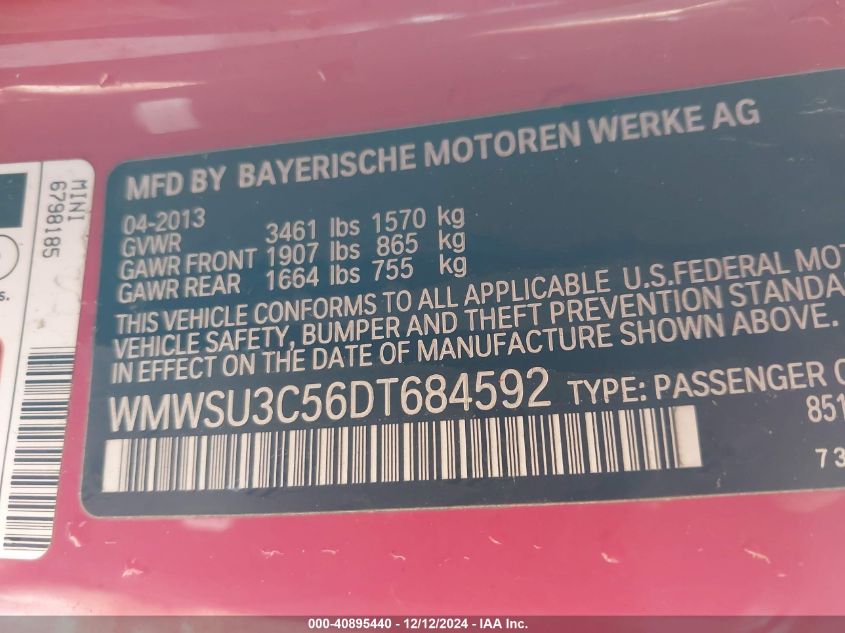 MFD BY BAYERISCHE MOTOREN WERKE AG
04-2013
GVWR 3461 lbs 1570 kg
GAWR FRONT 1907 lbs 865 kg
GAWR REAR 1664 lbs 755 kg
THIS VEHICLE CONFORMS TO ALL APPLICABLE U.S.FEDERAL MOT
VEHICLE SAFETY, BUMPER AND THEFT PREVENTION STANDA
IN EFFECT ON THE DATE OF MANUFACTURE SHOWN ABOVE.
WMWSU3C56DT684592 TYPE: PASSENGER C
851
73
MINI
6798185
s.
000-40895440 - 12/12/2024 - IAA Inc.